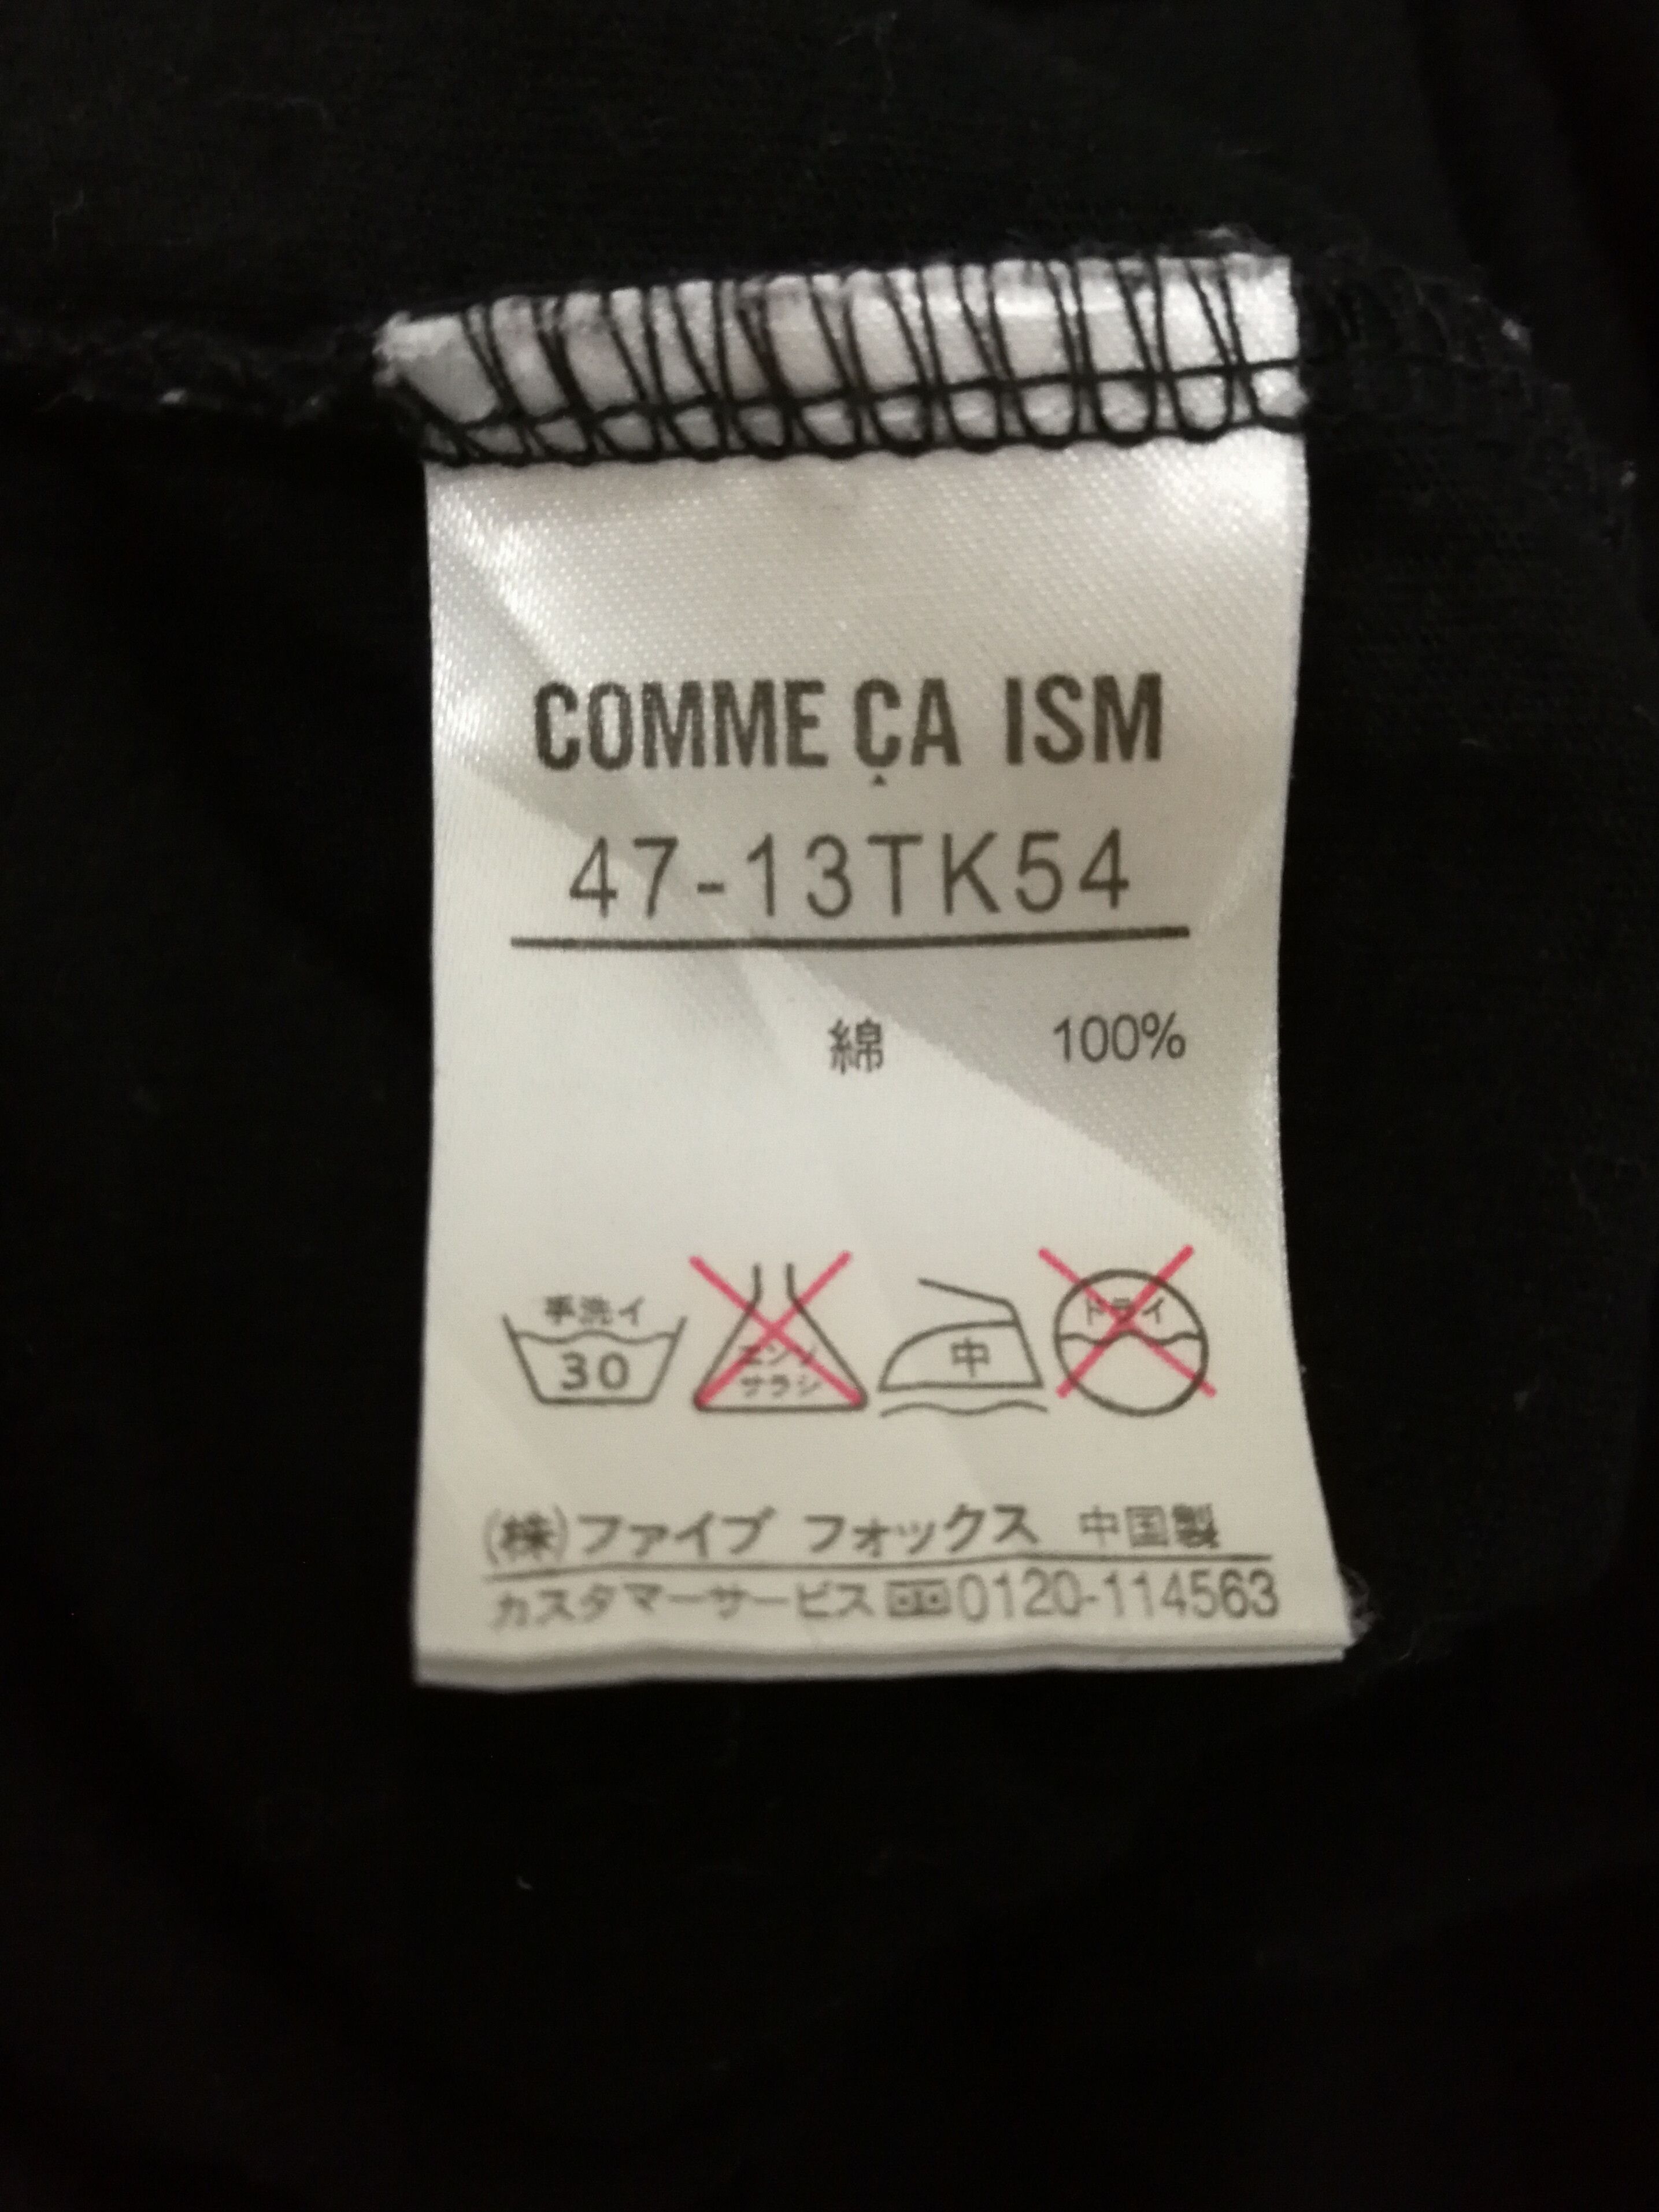 COMME ÇA ISM
47-13TK54
綿 100%
手洗イ
30
エンソ
サラシ
中
ドライ
(株)ファイブ フォックス 中国製
カスタマーサービス 0120-114563